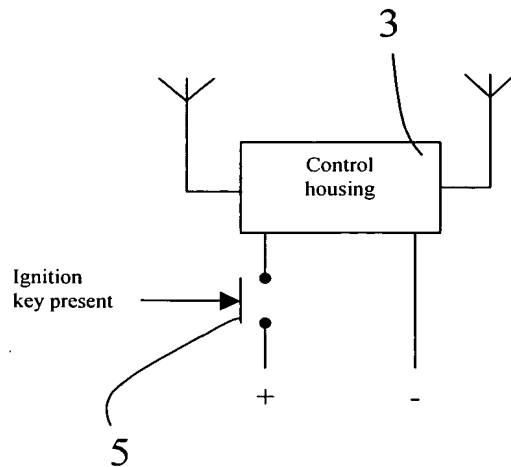 3
Control
housing
Ignition
key present
+ -
5